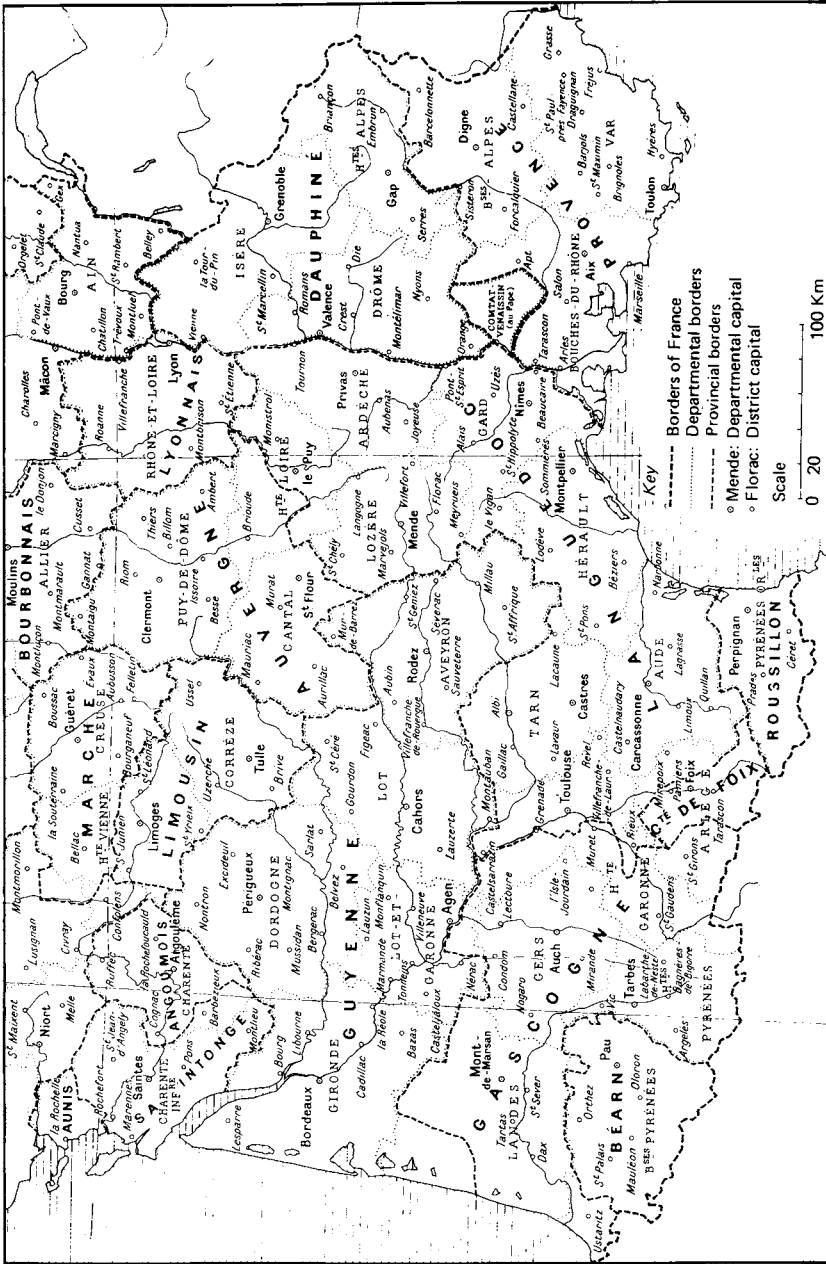 St Maixent
Niort
Melle
la Rochelle
AUNIS
Rochefort
St Jean-
d'Angely
Marennes
Saintes
CHARENTE
INFRE
SAINTONGE
Pons
Cognac
ANGOUMOIS
CHARENTE
Angoulême
la Rochefoucauld
Ruffec
Confolens
Barbezieux
Montlieu
Lusignan
Civray
Montmorillon
la Souterraine
Bellac
MARCHE
HTE VIENNE
St Junien
Limoges
LIMOUSIN
St Yrieix
St Léonard
Bourganeuf
Guéret
CREUSE
Boussac
Evaux
Aubusson
Felletin
Ussel
Uzerche
CORRÈZE
Tulle
Brive
Moulins
BOURBONNAIS
ALLIER
Montluçon
Montmarault
Montaigu
Gannat
le Donjon
Cusset
Riom
Clermont
PUY-DE-DÔME
Thiers
Billom
Issoire
Besse
Ambert
AUVERGNE
Brioude
Mauriac
Murat
CANTAL
St Flour
Aurillac
Mur-
de-Barrez
Charolles
Mâcon
Marcigny
Roanne
Villefranche
RHÔNE-ET-LOIRE
LYONNAIS
Lyon
Montbrison
St Étienne
Monistrol
HTE LOIRE
le Puy
Orgelet
St Claude
Gex
Pont-
de-Vaux
Bourg
Nantua
AIN
Chatillon
Trévoux
Montluel
St Rambert
Belley
Vienne
la Tour-
du-Pin
ISÈRE
St Marcellin
Grenoble
Romans
DAUPHINÉ
Valence
Crest
Die
DROME
Montélimar
Nyons
Serres
Gap
HTES ALPES
Embrun
Briançon
Barcelonnette
Tournon
Privas
ARDÈCHE
Aubenas
Joyeuse
Lesparre
Bordeaux
Bourg
Libourne
GIRONDE
Cadillac
la Réole
Bazas
GUYENNE
Nontron
Excideuil
Périgueux
Ribérac
DORDOGNE
Montignac
Mussidan
Bergerac
Sarlat
Belvez
Lauzun
Marmande
Monflanquin
Tonneins
LOT-ET
GARONNE
Villeneuve
Casteljaloux
Nérac
Agen
St Céré
Gourdon
Figeac
LOT
Cahors
Lauzerte
Aubin
Villefranche
de-Rouergue
Rodez
AVEYRON
Sauveterre
St Geniez
Séverac
Millau
St Affrique
St Chély
Langogne
LOZÈRE
Marvejols
Mende
Villefort
Florac
Meyrueis
le Vigan
Alais
Pont-
St Esprit
Uzès
GARD
Nîmes
Beaucaire
St Hippolyte
Sommières
Montpellier
Lodève
HÉRAULT
Béziers
St Pons
Narbonne
LANGUEDOC
Orange
COMTAT-
VENAISSIN
(au Pape)
Apt
Tarascon
Arles
Salon
BOUCHES-DU-RHÔNE
Aix
Marseille
PROVENCE
Sisteron
Digne
BSES-ALPES
Forcalquier
Castellane
Grasse
St Paul
près Fayence
Draguignan
Fréjus
Barjols
St Maximin
VAR
Brignoles
Toulon
Hyères
Mont-
de-Marsan
GASCOGNE
LANDES
Tartas
Dax
St Sever
Nogaro
Condom
Lectoure
GERS
Auch
l'Isle-
Jourdain
Mirande
Vic
Tarbes
Labarthe-
de-Neste
HTES
PYRÉNÉES
Bagnères-
de-Bigorre
Argelès
Ustaritz
Orthez
Pau
BÉARN
St Palais
Oloron
Mauléon
BSES PYRÉNÉES
Castelsarrasin
Montauban
Grenade
Toulouse
Muret
Villefranche-
de-Laur.
Revel
Rieux
HTE
GARONNE
St Gaudens
St Girons
CTÉ DE FOIX
ARIÈGE
Foix
Pamiers
Mirepoix
Tarascon
Albi
Gaillac
TARN
Lavaur
Lacaune
Castres
Castelnaudary
Carcassonne
AUDE
Lagrasse
Limoux
Quillan
Perpignan
Prades
PYRENÉES ORLES
Céret
ROUSSILLON
Key
Borders of France
Departmental borders
Provincial borders
Mende: Departmental capital
Florac: District capital
Scale
0 20 100 Km